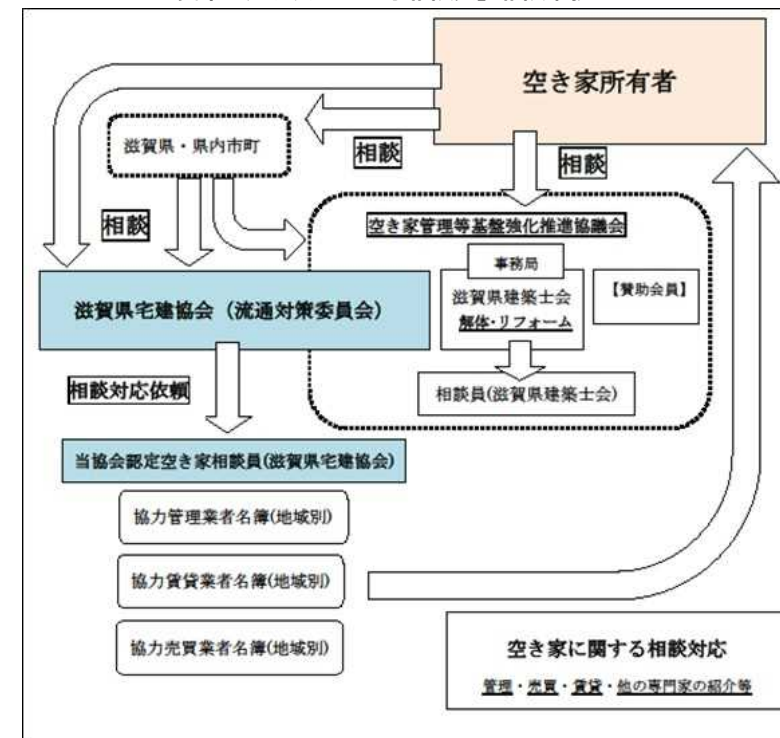 空き家所有者
滋賀県・県内市町
相談
相談
相談
空き家管理等基盤強化推進協議会
事務局
滋賀県建築士会
解体・リフォーム
【賛助会員】
滋賀県宅建協会（流通対策委員会）
相談員(滋賀県建築士会)
相談対応依頼
当協会認定空き家相談員(滋賀県宅建協会)
協力管理業者名簿(地域別)
協力賃貸業者名簿(地域別)
協力売買業者名簿(地域別)
空き家に関する相談対応
管理・売買・賃貸・他の専門家の紹介等